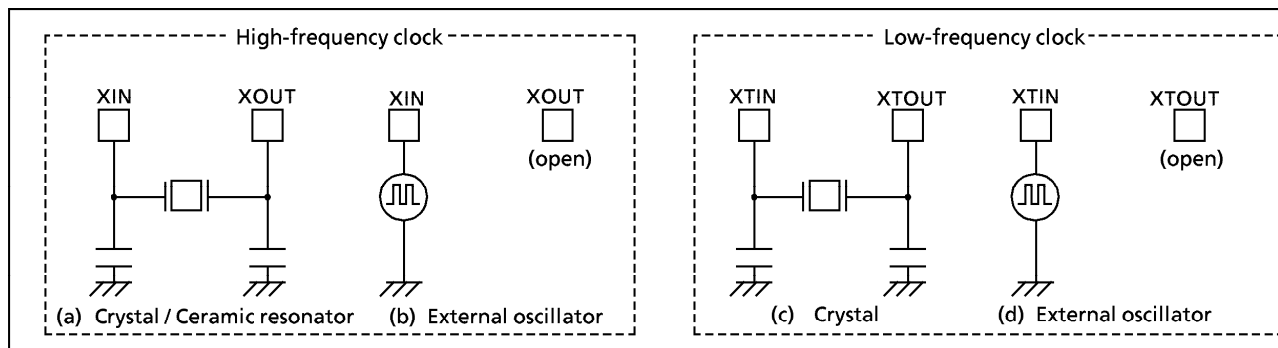 High-frequency clock
XIN
XOUT
XIN
XOUT
(open)
(a) Crystal / Ceramic resonator
(b) External oscillator
Low-frequency clock
XTIN
XTOUT
XTIN
XTOUT
(open)
(c) Crystal
(d) External oscillator